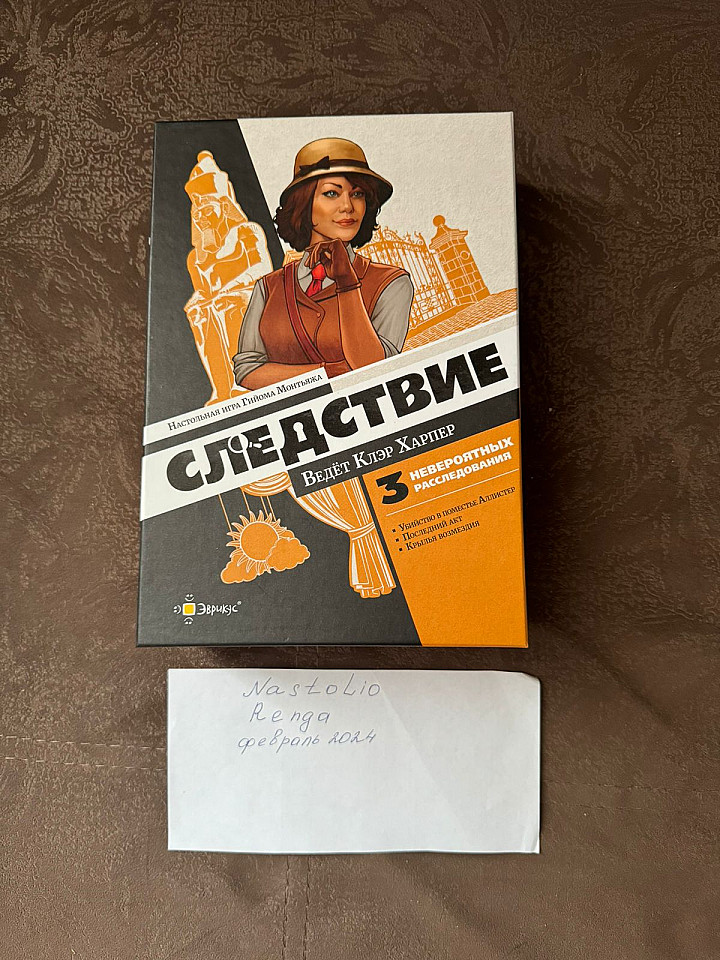 Настольная игра Гийома Монтьяжа
СЛЕДСТВИЕ
Ведёт Клэр Харпер
3 НЕВЕРОЯТНЫХ
РАССЛЕДОВАНИЯ
▪ Убийство в поместье Аллистер
▪ Последний акт
▪ Крылья возмездия
Эврикус®
Nastolio
Renga
февраль 2024